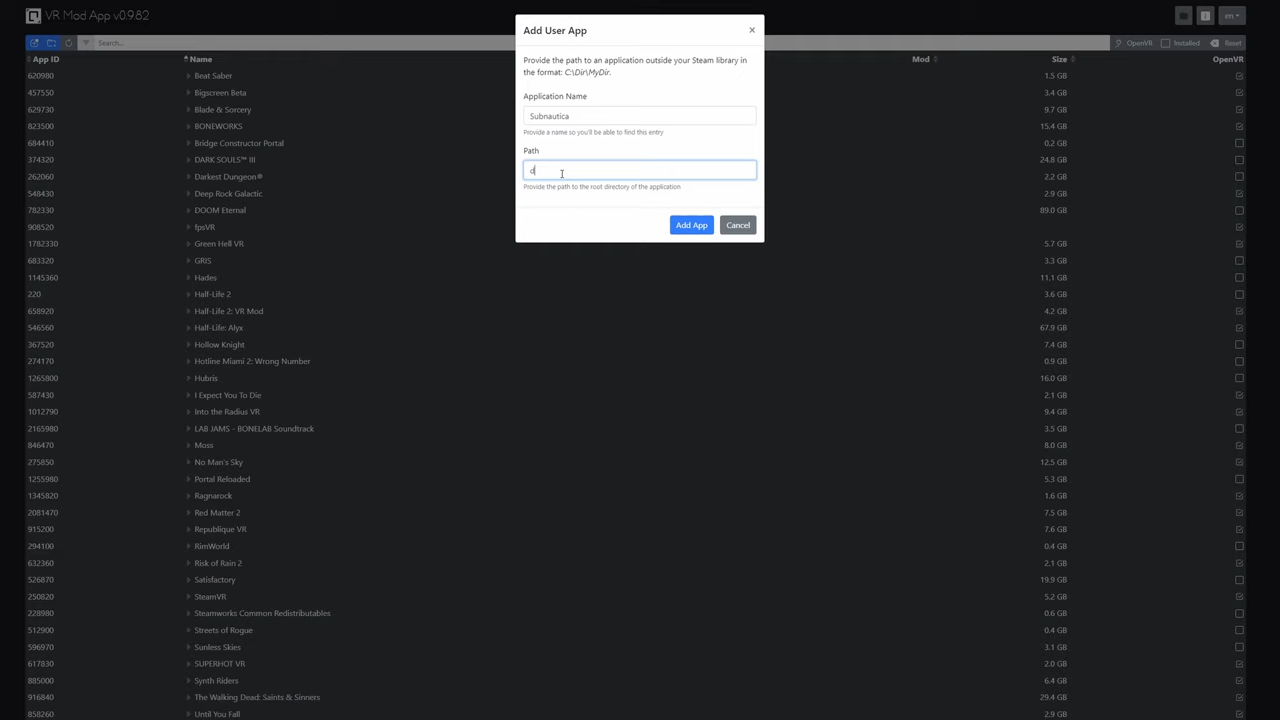 VR Mod App v0.9.82
en
Search...
OpenVR
Installed
Reset
App ID
Name
Mod
Size
OpenVR
620980 Beat Saber 1.5 GB
457550 Bigscreen Beta 3.4 GB
629730 Blade & Sorcery 9.7 GB
823500 BONEWORKS 15.4 GB
684410 Bridge Constructor Portal 0.2 GB
374320 DARK SOULS™ III 24.8 GB
262060 Darkest Dungeon® 2.2 GB
548430 Deep Rock Galactic 2.9 GB
782330 DOOM Eternal 89.0 GB
908520 fpsVR
1782330 Green Hell VR 5.7 GB
683320 GRIS 3.3 GB
1145360 Hades 11.1 GB
220 Half-Life 2 3.6 GB
658920 Half-Life 2: VR Mod 4.2 GB
546560 Half-Life: Alyx 67.9 GB
367520 Hollow Knight 7.4 GB
274170 Hotline Miami 2: Wrong Number 0.9 GB
1265800 Hubris 16.0 GB
587430 I Expect You To Die 2.1 GB
1012790 Into the Radius VR 9.4 GB
2165980 LAB JAMS - BONELAB Soundtrack 3.5 GB
846470 Moss 8.0 GB
275850 No Man's Sky 12.5 GB
1255980 Portal Reloaded 5.3 GB
1345820 Ragnarock 1.6 GB
2081470 Red Matter 2 7.5 GB
915200 Republique VR 7.6 GB
294100 RimWorld 0.4 GB
632360 Risk of Rain 2 2.1 GB
526870 Satisfactory 19.9 GB
250820 SteamVR 5.2 GB
228980 Steamworks Common Redistributables 0.6 GB
512900 Streets of Rogue 0.4 GB
596970 Sunless Skies 3.1 GB
617830 SUPERHOT VR 2.0 GB
885000 Synth Riders 6.4 GB
916840 The Walking Dead: Saints & Sinners 29.4 GB
858260 Until You Fall 2.9 GB
Add User App
Provide the path to an application outside your Steam library in
the format: C:\Dir\MyDir.
Application Name
Subnautica
Provide a name so you'll be able to find this entry
Path
d
Provide the path to the root directory of the application
Add App
Cancel